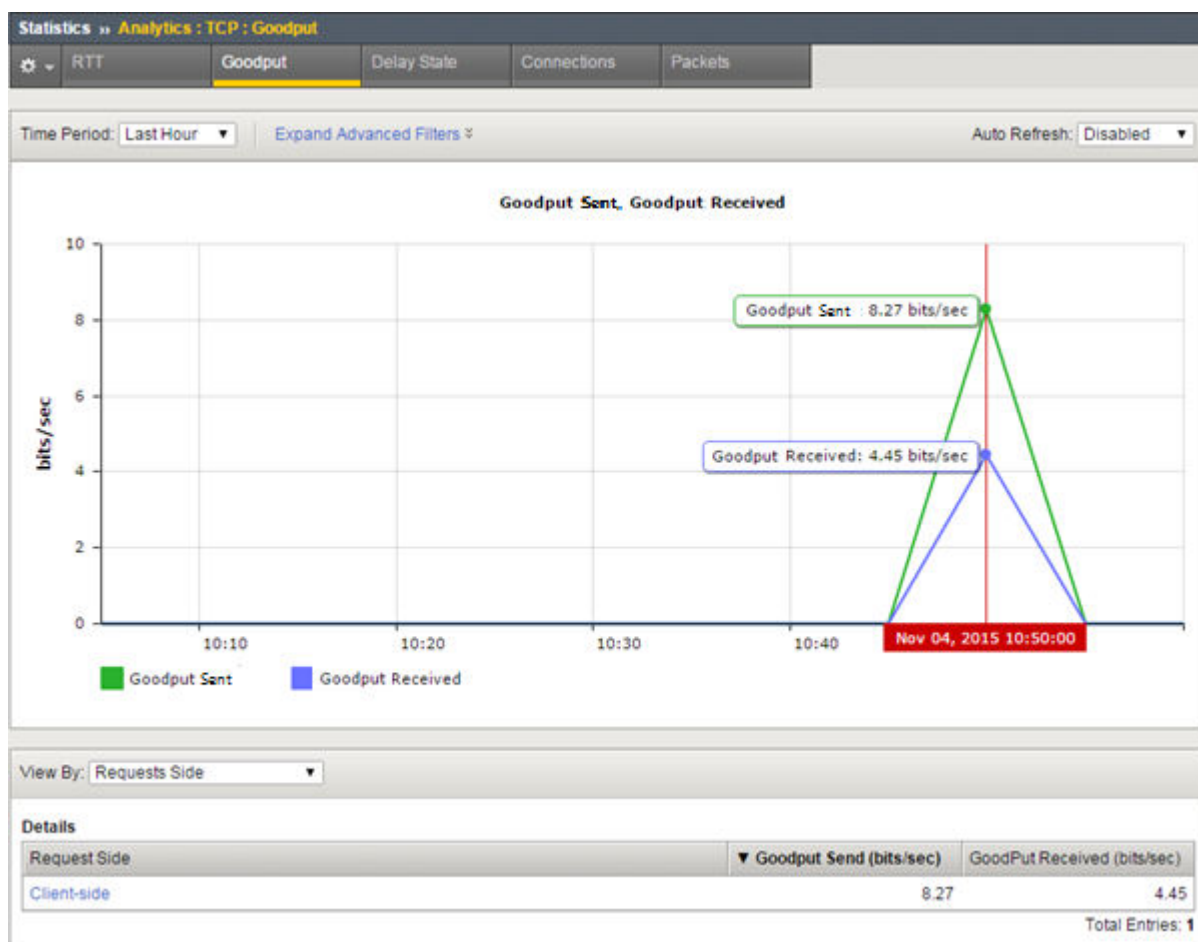 Statistics ›› Analytics : TCP : Goodput
RTT Goodput Delay State Connections Packets
Time Period: Last Hour Expand Advanced Filters Auto Refresh: Disabled
Goodput Sent, Goodput Received
10
8
6
4
2
0
bits/sec
Goodput Sent : 8.27 bits/sec
Goodput Received: 4.45 bits/sec
10:10 10:20 10:30 10:40 Nov 04, 2015 10:50:00
Goodput Sent Goodput Received
View By: Requests Side
Details
Request Side ▼ Goodput Send (bits/sec) GoodPut Received (bits/sec)
Client-side 8.27 4.45
Total Entries: 1